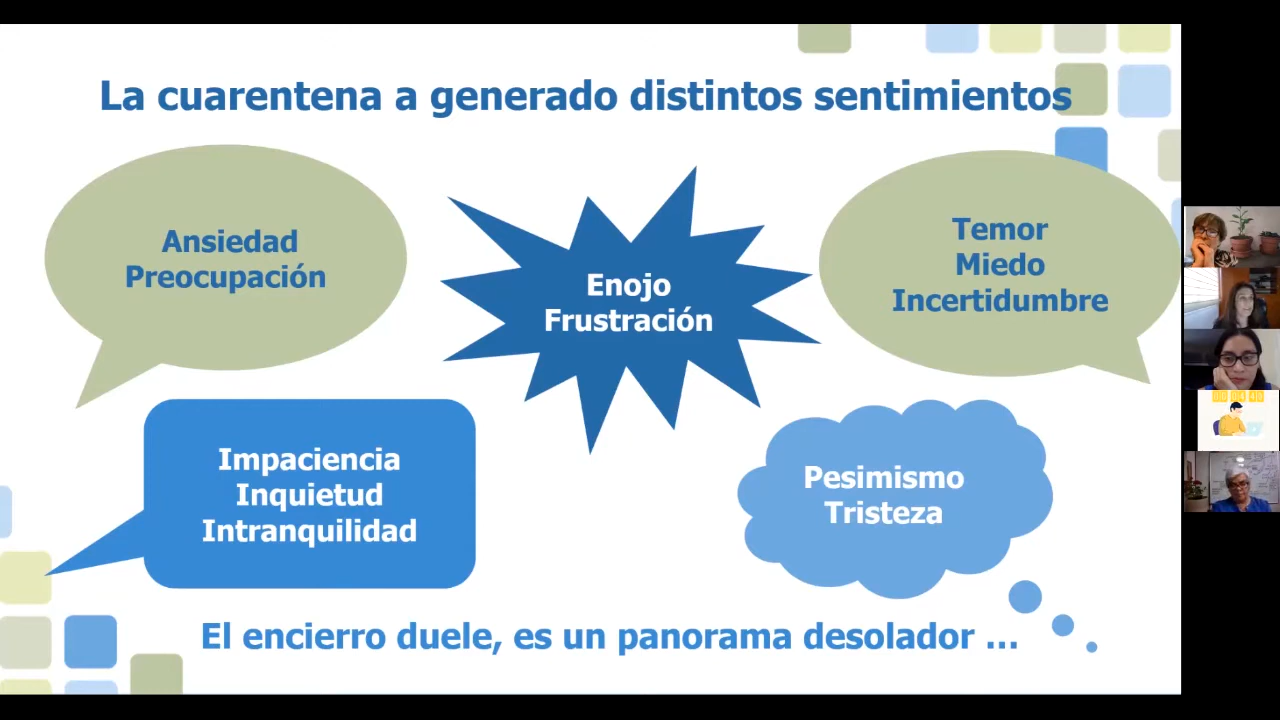 La cuarentena a generado distintos sentimientos
Ansiedad
Preocupación
Enojo
Frustración
Temor
Miedo
Incertidumbre
Impaciencia
Inquietud
Intranquilidad
Pesimismo
Tristeza
El encierro duele, es un panorama desolador ...